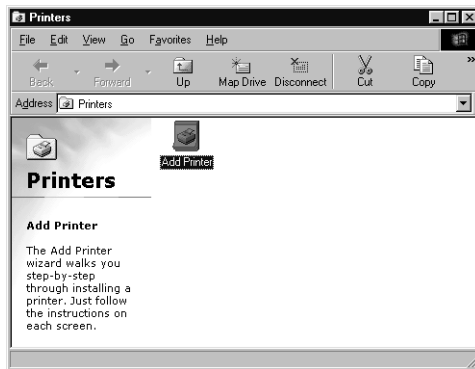 Printers
File Edit View Go Favorites Help
Back Forward Up Map Drive Disconnect Cut Copy »
Address Printers
Add Printer
Printers
Add Printer
The Add Printer
wizard walks you
step-by-step
through installing a
printer. Just follow
the instructions on
each screen.